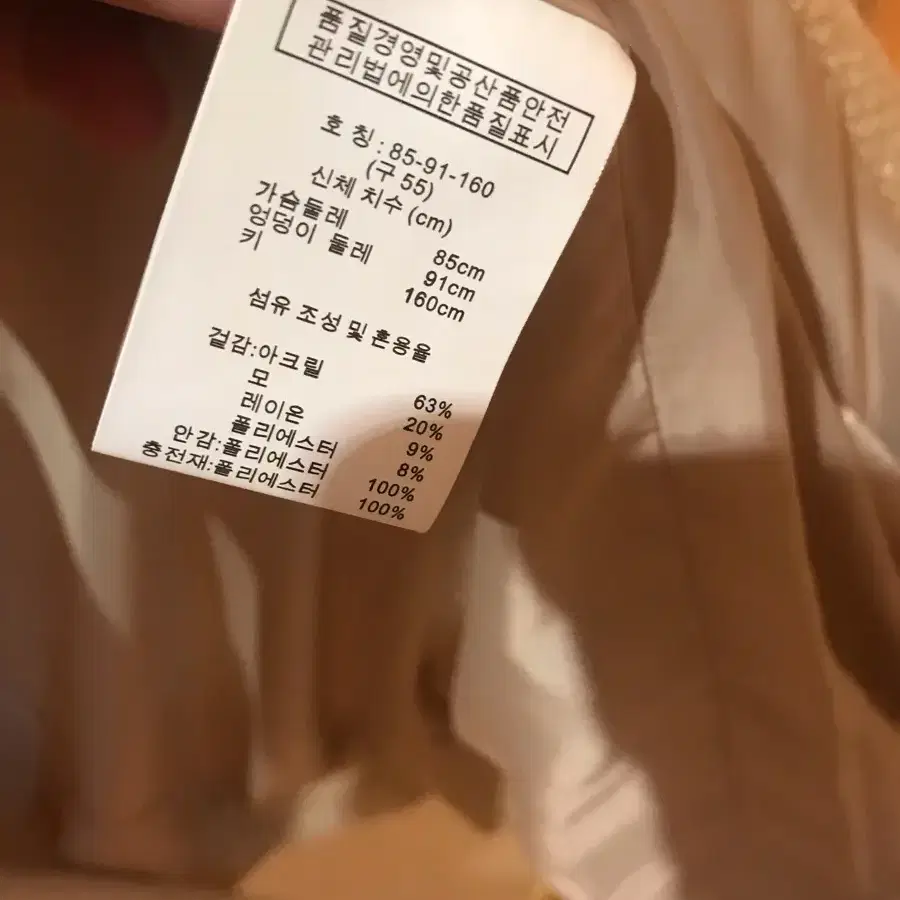 품질경영및공산품안전
관리법에의한품질표시
호 칭 : 85-91-160
(구 55)
신체 치수 (cm)
가슴둘레 85cm
엉덩이 둘레 91cm
키 160cm
섬유 조성 및 혼용율
겉감:아크릴 63%
모 20%
레이온 9%
폴리에스터 8%
안감:폴리에스터 100%
충전재:폴리에스터 100%